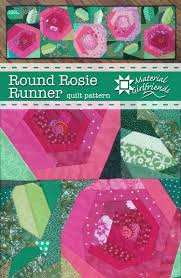 Round Rosie
Runner
quilt pattern
Material
Girlfriends